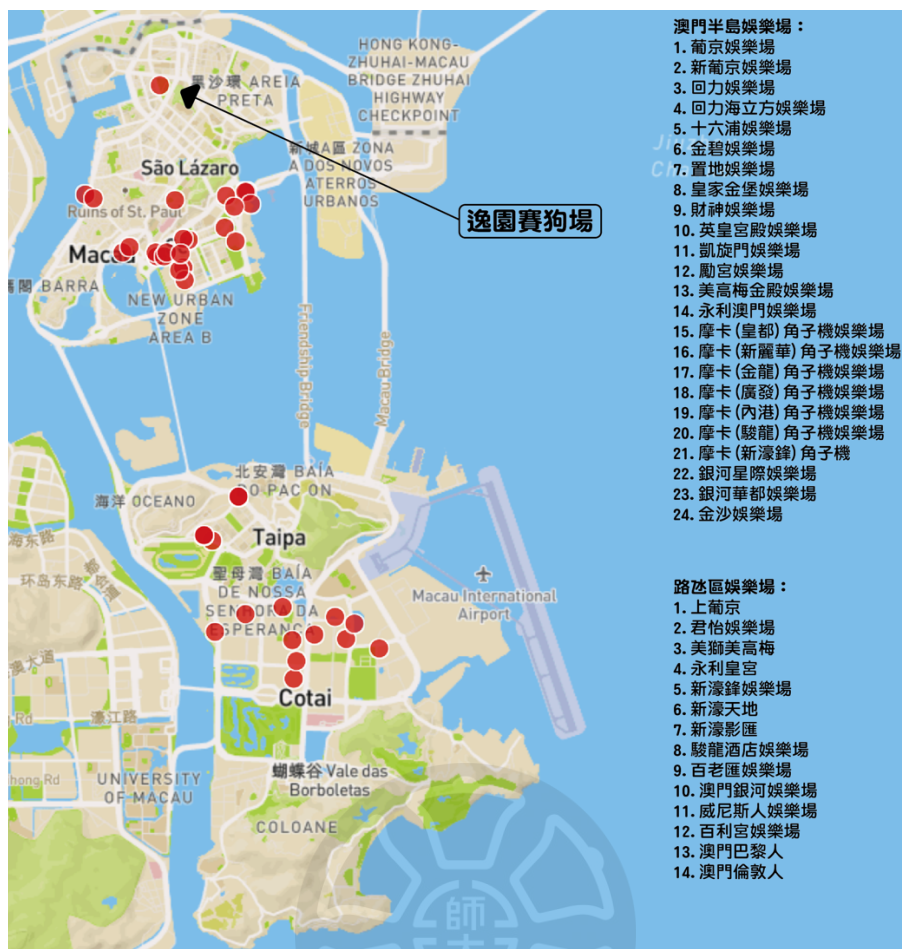 HONG KONG-
ZHUHAI-MACAU
BRIDGE ZHUHAI
HIGHWAY
CHECKPOINT
黑沙環 AREIA
PRETA
新城A區 ZONA
A DOS NOVOS
ATERROS
URBANOS
São Lázaro
Ruins of St. Paul
逸園賽狗場
Macau
BARRA
NEW URBAN
ZONE
AREA B
Friendship Bridge
Macau Bridge
北安灣 BAÍA
DO PAC ON
海洋 OCEANO
Taipa
聖母灣 BAÍA
DE NOSSA
SENHORA DA
ESPERANÇA
Macau International
Airport
海东路
环岛东路
澳大道
濠江路
Rd
hong Rd
Cotai
UNIVERSITY
OF MACAU
蝴蝶谷 Vale das
Borboletas
COLOANE
師
澳門半島娛樂場：
1. 葡京娛樂場
2. 新葡京娛樂場
3. 回力娛樂場
4. 回力海立方娛樂場
5. 十六浦娛樂場
6. 金碧娛樂場
7. 置地娛樂場
8. 皇家金堡娛樂場
9. 財神娛樂場
10. 英皇宮殿娛樂場
11. 凱旋門娛樂場
12. 勵宮娛樂場
13. 美高梅金殿娛樂場
14. 永利澳門娛樂場
15. 摩卡(皇都)角子機娛樂場
16. 摩卡(新麗華)角子機娛樂場
17. 摩卡(金龍)角子機娛樂場
18. 摩卡(廣發)角子機娛樂場
19. 摩卡(內港)角子機娛樂場
20. 摩卡(駿龍)角子機娛樂場
21. 摩卡(新濠鋒)角子機
22. 銀河星際娛樂場
23. 銀河華都娛樂場
24. 金沙娛樂場
路氹區娛樂場：
1. 上葡京
2. 君怡娛樂場
3. 美獅美高梅
4. 永利皇宮
5. 新濠鋒娛樂場
6. 新濠天地
7. 新濠影匯
8. 駿龍酒店娛樂場
9. 百老匯娛樂場
10. 澳門銀河娛樂場
11. 威尼斯人娛樂場
12. 百利宮娛樂場
13. 澳門巴黎人
14. 澳門倫敦人